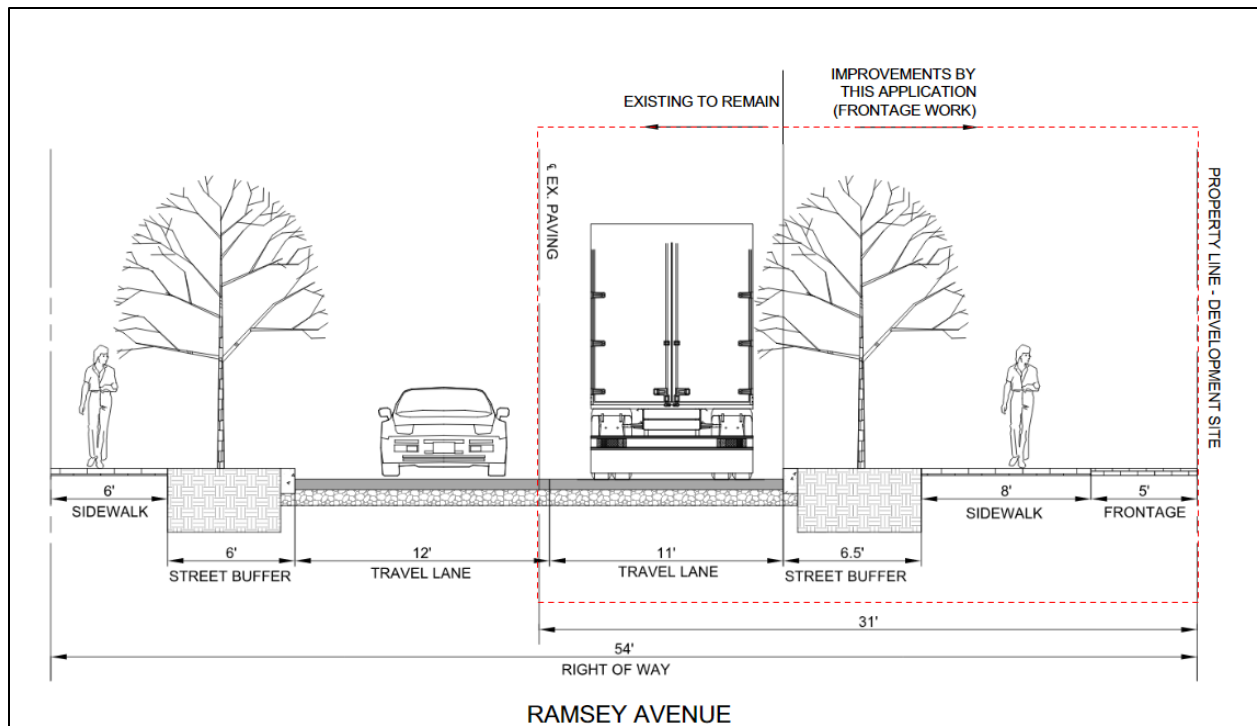 IMPROVEMENTS BY
THIS APPLICATION
(FRONTAGE WORK)
EXISTING TO REMAIN
℄ EX. PAVING
PROPERTY LINE - DEVELOPMENT SITE
6'
SIDEWALK
8'
SIDEWALK
5'
FRONTAGE
6'
STREET BUFFER
12'
TRAVEL LANE
11'
TRAVEL LANE
6.5'
STREET BUFFER
31'
54'
RIGHT OF WAY
RAMSEY AVENUE